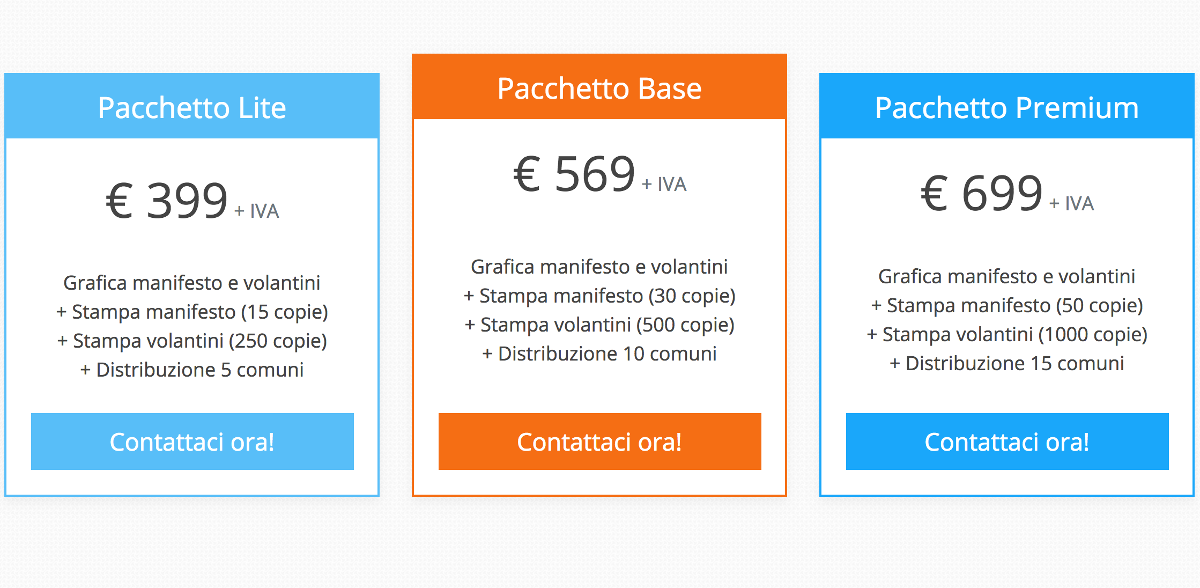 Pacchetto Lite
€ 399 + IVA
Grafica manifesto e volantini
+ Stampa manifesto (15 copie)
+ Stampa volantini (250 copie)
+ Distribuzione 5 comuni
Contattaci ora!
Pacchetto Base
€ 569 + IVA
Grafica manifesto e volantini
+ Stampa manifesto (30 copie)
+ Stampa volantini (500 copie)
+ Distribuzione 10 comuni
Contattaci ora!
Pacchetto Premium
€ 699 + IVA
Grafica manifesto e volantini
+ Stampa manifesto (50 copie)
+ Stampa volantini (1000 copie)
+ Distribuzione 15 comuni
Contattaci ora!